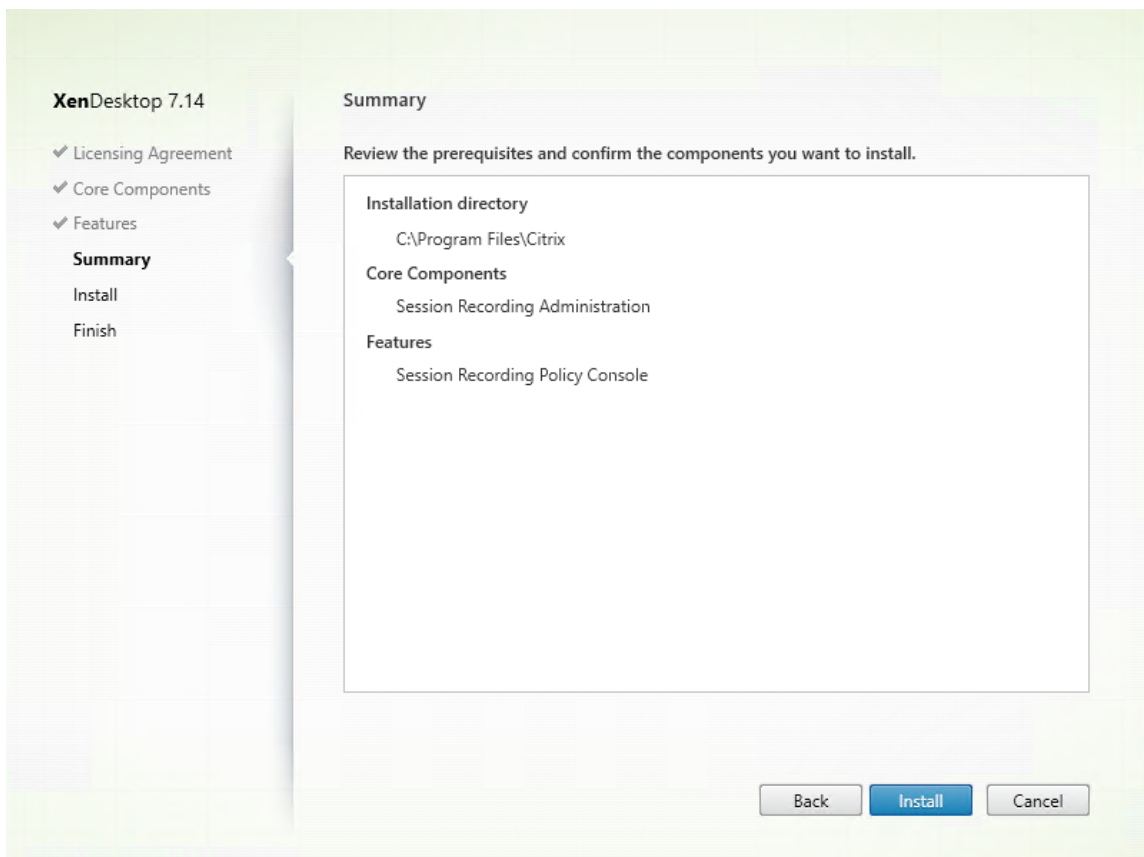 XenDesktop 7.14
Licensing Agreement
Core Components
Features
Summary
Install
Finish
Summary
Review the prerequisites and confirm the components you want to install.
Installation directory
C:\Program Files\Citrix
Core Components
Session Recording Administration
Features
Session Recording Policy Console
Back
Install
Cancel